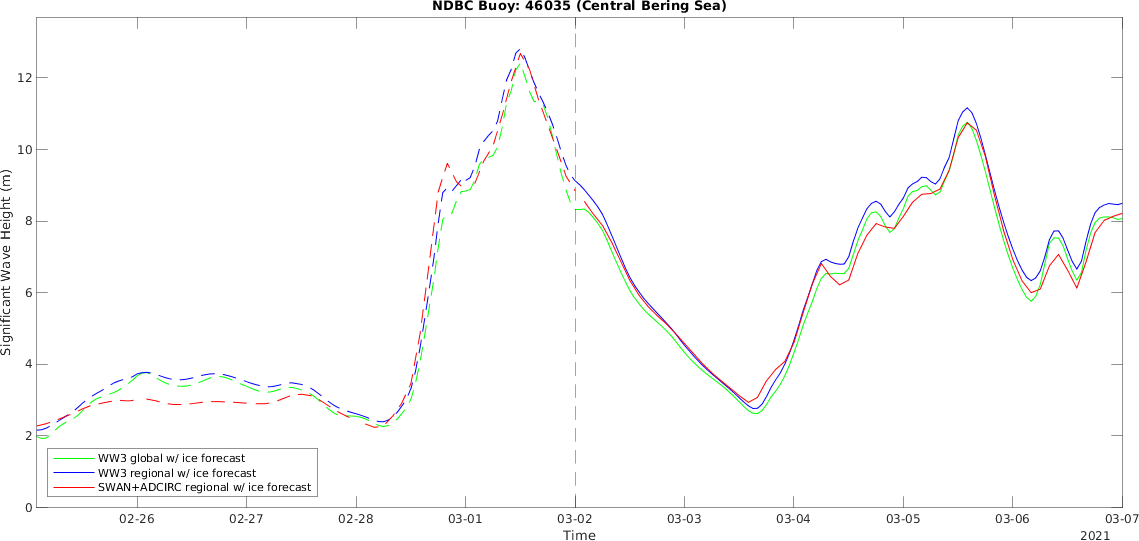 NDBC Buoy: 46035 (Central Bering Sea)
Significant Wave Height (m)
12
10
8
6
4
2
0
WW3 global w/ ice forecast
WW3 regional w/ ice forecast
SWAN+ADCIRC regional w/ ice forecast
02-26 02-27 02-28 03-01 03-02 03-03 03-04 03-05 03-06 03-07
Time
2021